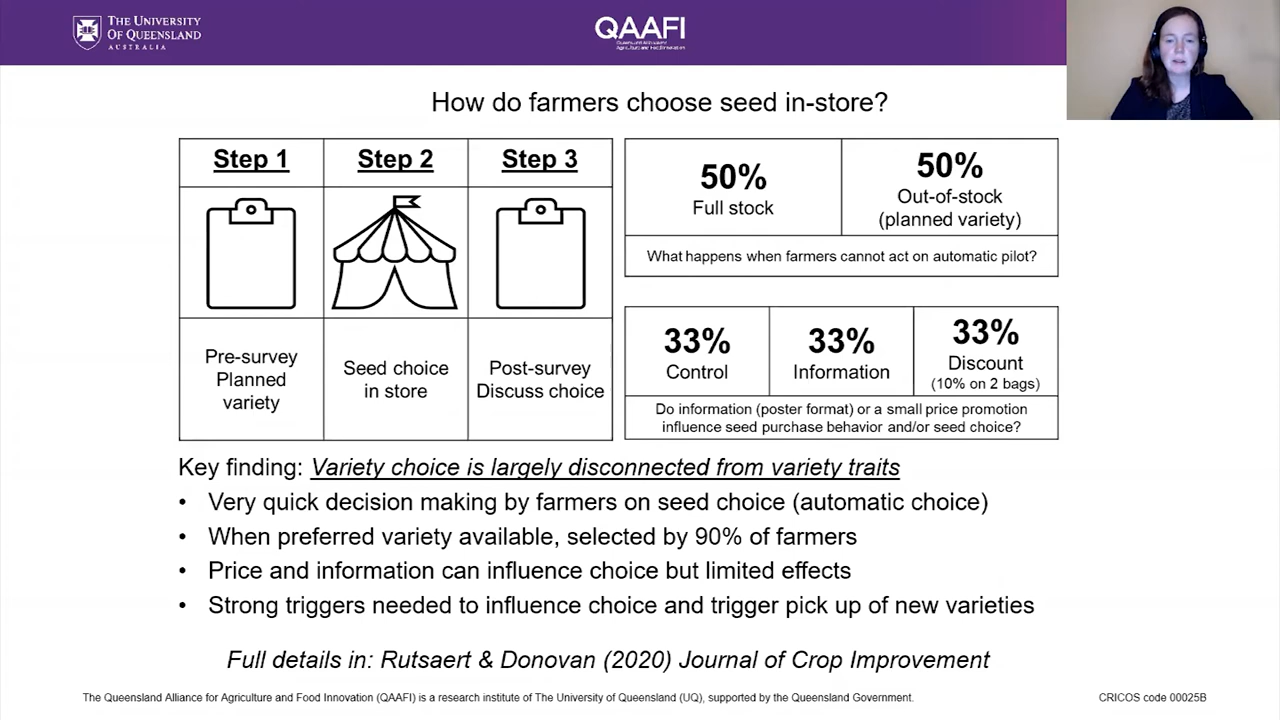 THE UNIVERSITY
OF QUEENSLAND
AUSTRALIA
QAAFI
Queensland Alliance for
Agriculture and Food Innovation
How do farmers choose seed in-store?
Step 1
Step 2
Step 3
Pre-survey
Planned
variety
Seed choice
in store
Post-survey
Discuss choice
50%
Full stock
50%
Out-of-stock
(planned variety)
What happens when farmers cannot act on automatic pilot?
33%
Control
33%
Information
33%
Discount
(10% on 2 bags)
Do information (poster format) or a small price promotion
influence seed purchase behavior and/or seed choice?
Key finding: Variety choice is largely disconnected from variety traits
• Very quick decision making by farmers on seed choice (automatic choice)
• When preferred variety available, selected by 90% of farmers
• Price and information can influence choice but limited effects
• Strong triggers needed to influence choice and trigger pick up of new varieties
Full details in: Rutsaert & Donovan (2020) Journal of Crop Improvement
The Queensland Alliance for Agriculture and Food Innovation (QAAFI) is a research institute of The University of Queensland (UQ), supported by the Queensland Government.
CRICOS code 00025B